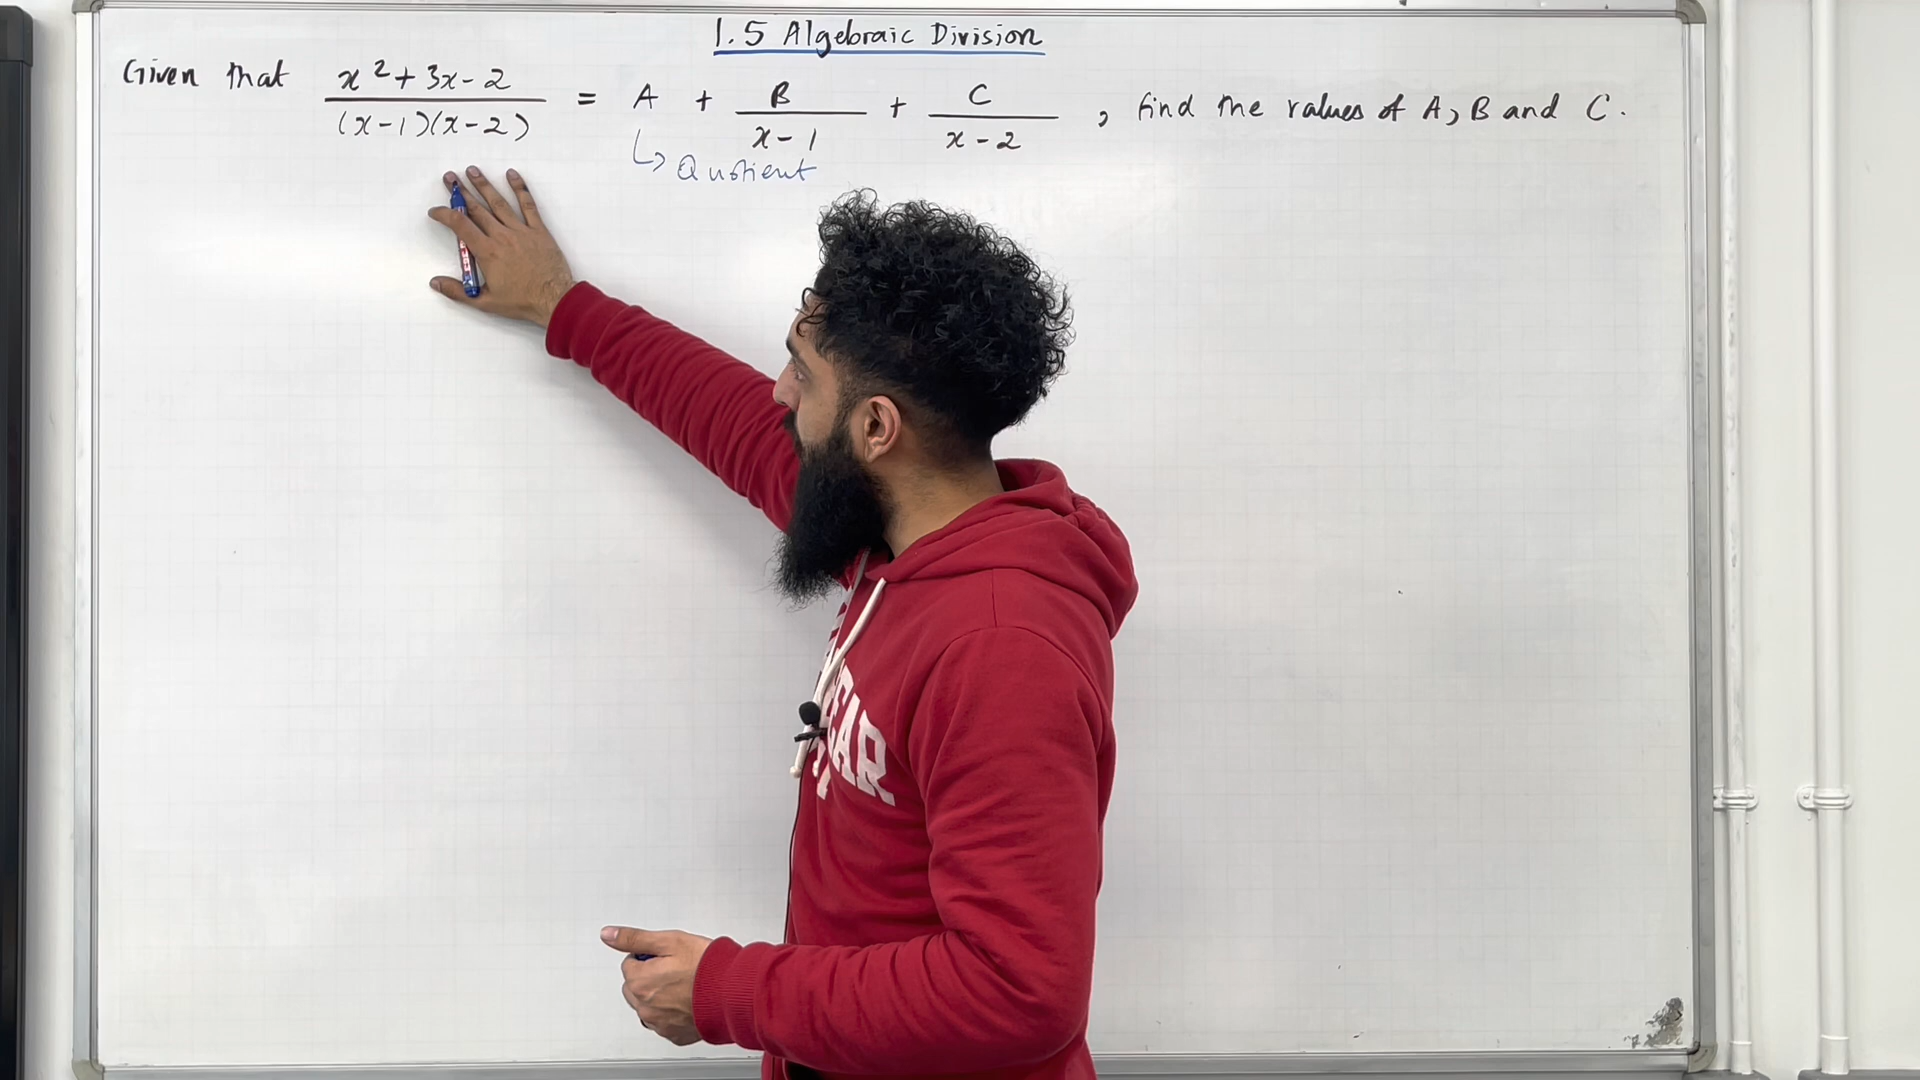 1.5 Algebraic Division
Given that x²+3x-2 / (x-1)(x-2) = A + B / x-1 + C / x-2 , find the values of A, B and C.
↳ Quotient
EAR